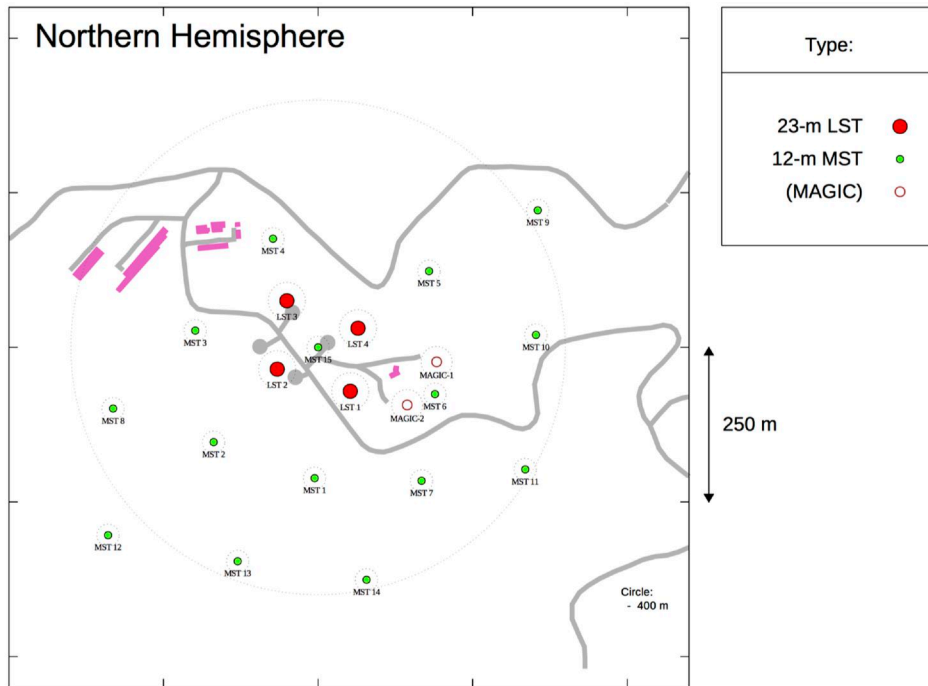 Northern Hemisphere
Type:
23-m LST
12-m MST
(MAGIC)
MST 9
MST 4
MST 5
LST 3
LST 4
MST 3
MST 15
MST 10
MAGIC-1
LST 2
LST 1
MST 6
MAGIC-2
MST 8
250 m
MST 2
MST 1
MST 7
MST 11
MST 12
MST 13
MST 14
Circle:
- 400 m